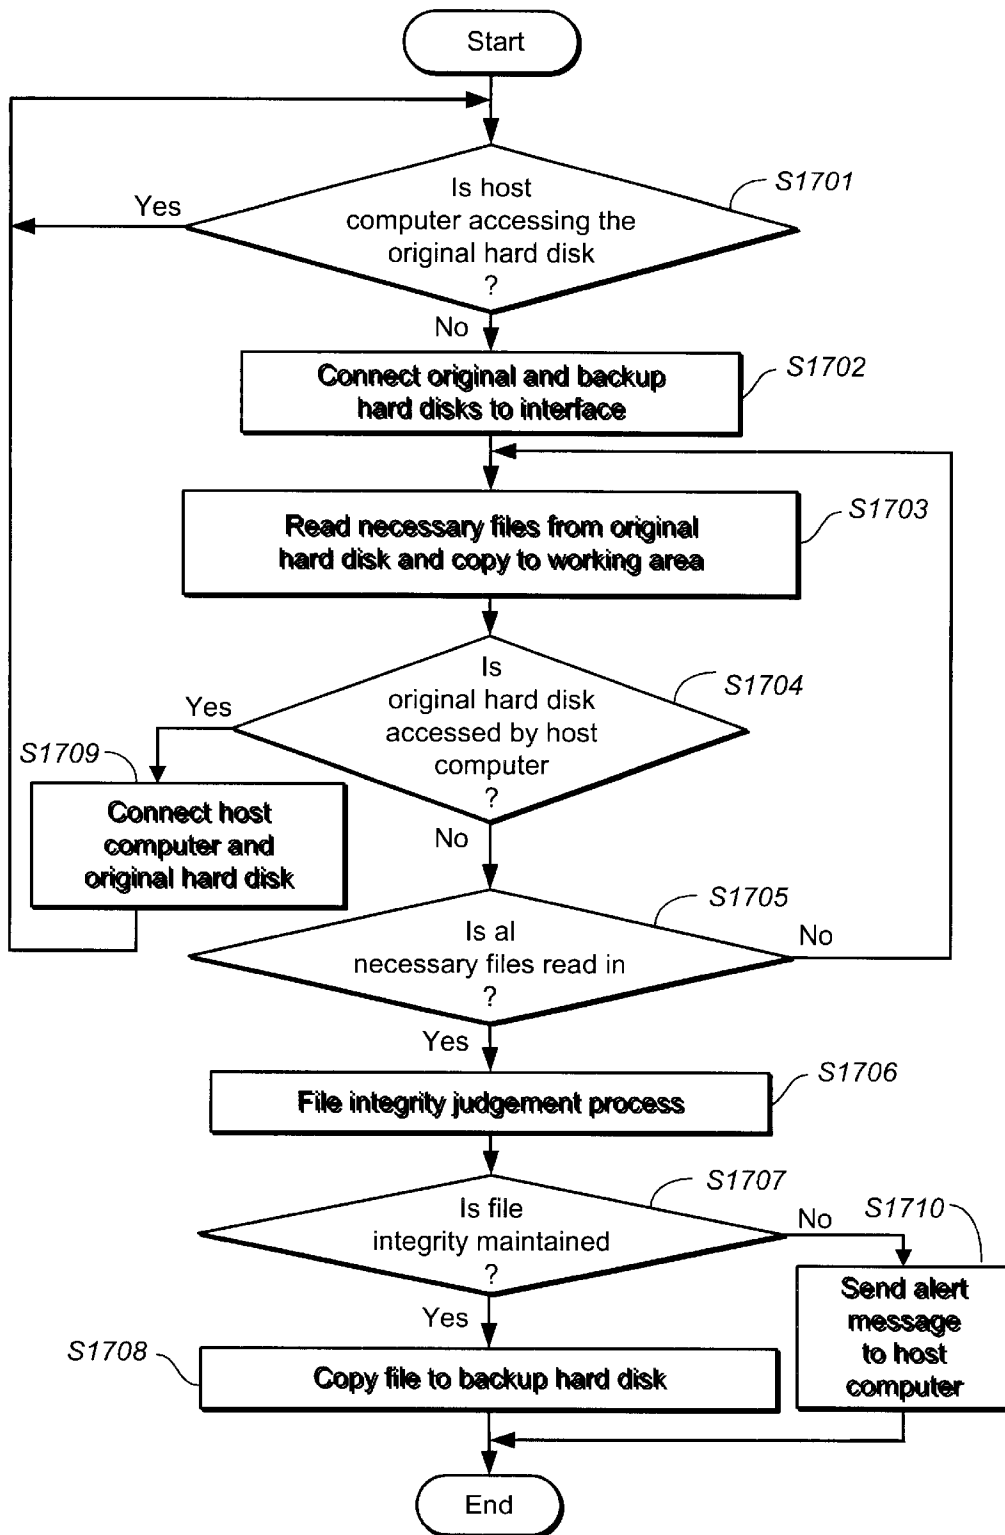 Start
Is host
computer accessing the
original hard disk
?
S1701
Yes
No
Connect original and backup
hard disks to interface
S1702
Read necessary files from original
hard disk and copy to working area
S1703
Is
original hard disk
accessed by host
computer
?
S1704
Yes
S1709
Connect host
computer and
original hard disk
No
Is al
necessary files read in
?
S1705
No
Yes
File integrity judgement process
S1706
Is file
integrity maintained
?
S1707
No
S1710
Send alert
message
to host
computer
Yes
S1708
Copy file to backup hard disk
End